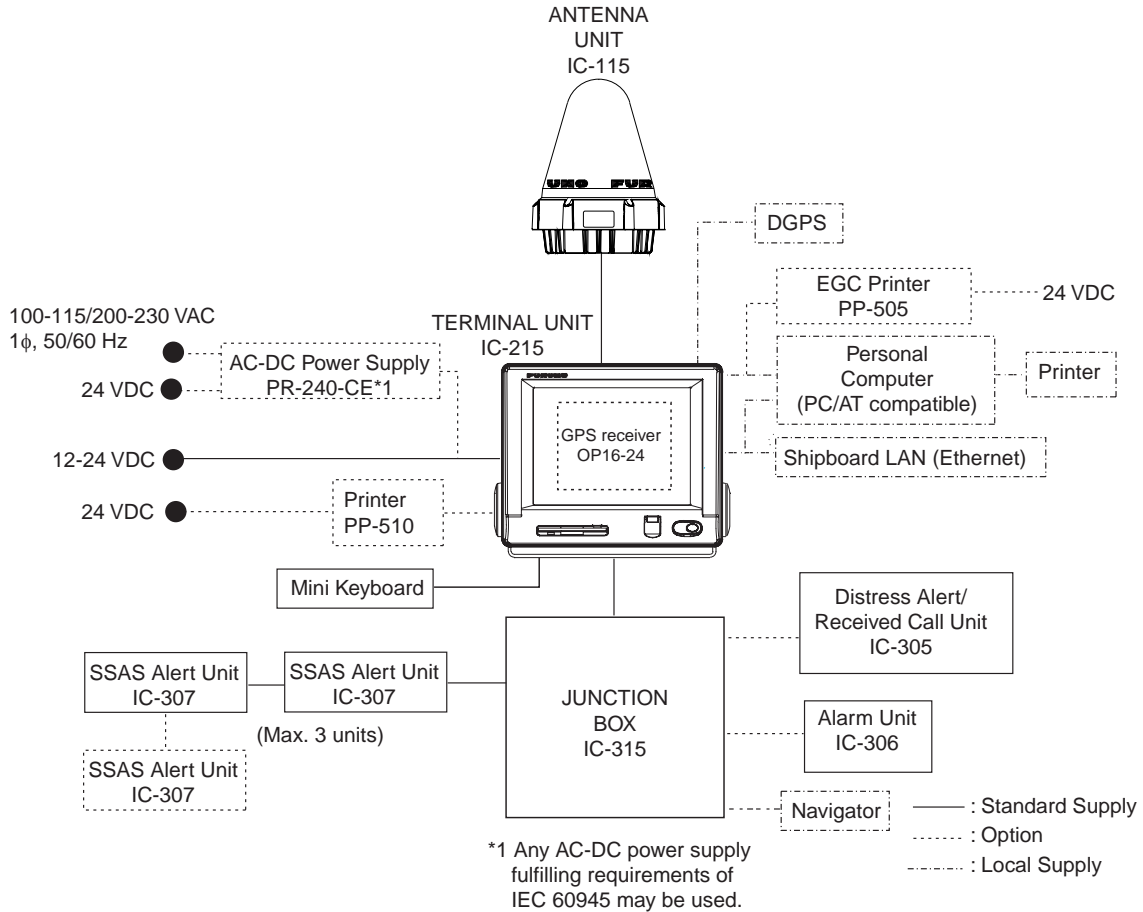 ANTENNA
UNIT
IC-115
UNO FUR
DGPS
EGC Printer
PP-505
24 VDC
100-115/200-230 VAC
1ϕ, 50/60 Hz
TERMINAL UNIT
IC-215
AC-DC Power Supply
PR-240-CE*1
Personal
Computer
(PC/AT compatible)
Printer
24 VDC
FURUNO
GPS receiver
OP16-24
12-24 VDC
Shipboard LAN (Ethernet)
24 VDC
Printer
PP-510
Mini Keyboard
Distress Alert/
Received Call Unit
IC-305
SSAS Alert Unit
IC-307
SSAS Alert Unit
IC-307
(Max. 3 units)
SSAS Alert Unit
IC-307
JUNCTION
BOX
IC-315
Alarm Unit
IC-306
Navigator
: Standard Supply
: Option
: Local Supply
*1 Any AC-DC power supply
fulfilling requirements of
IEC 60945 may be used.